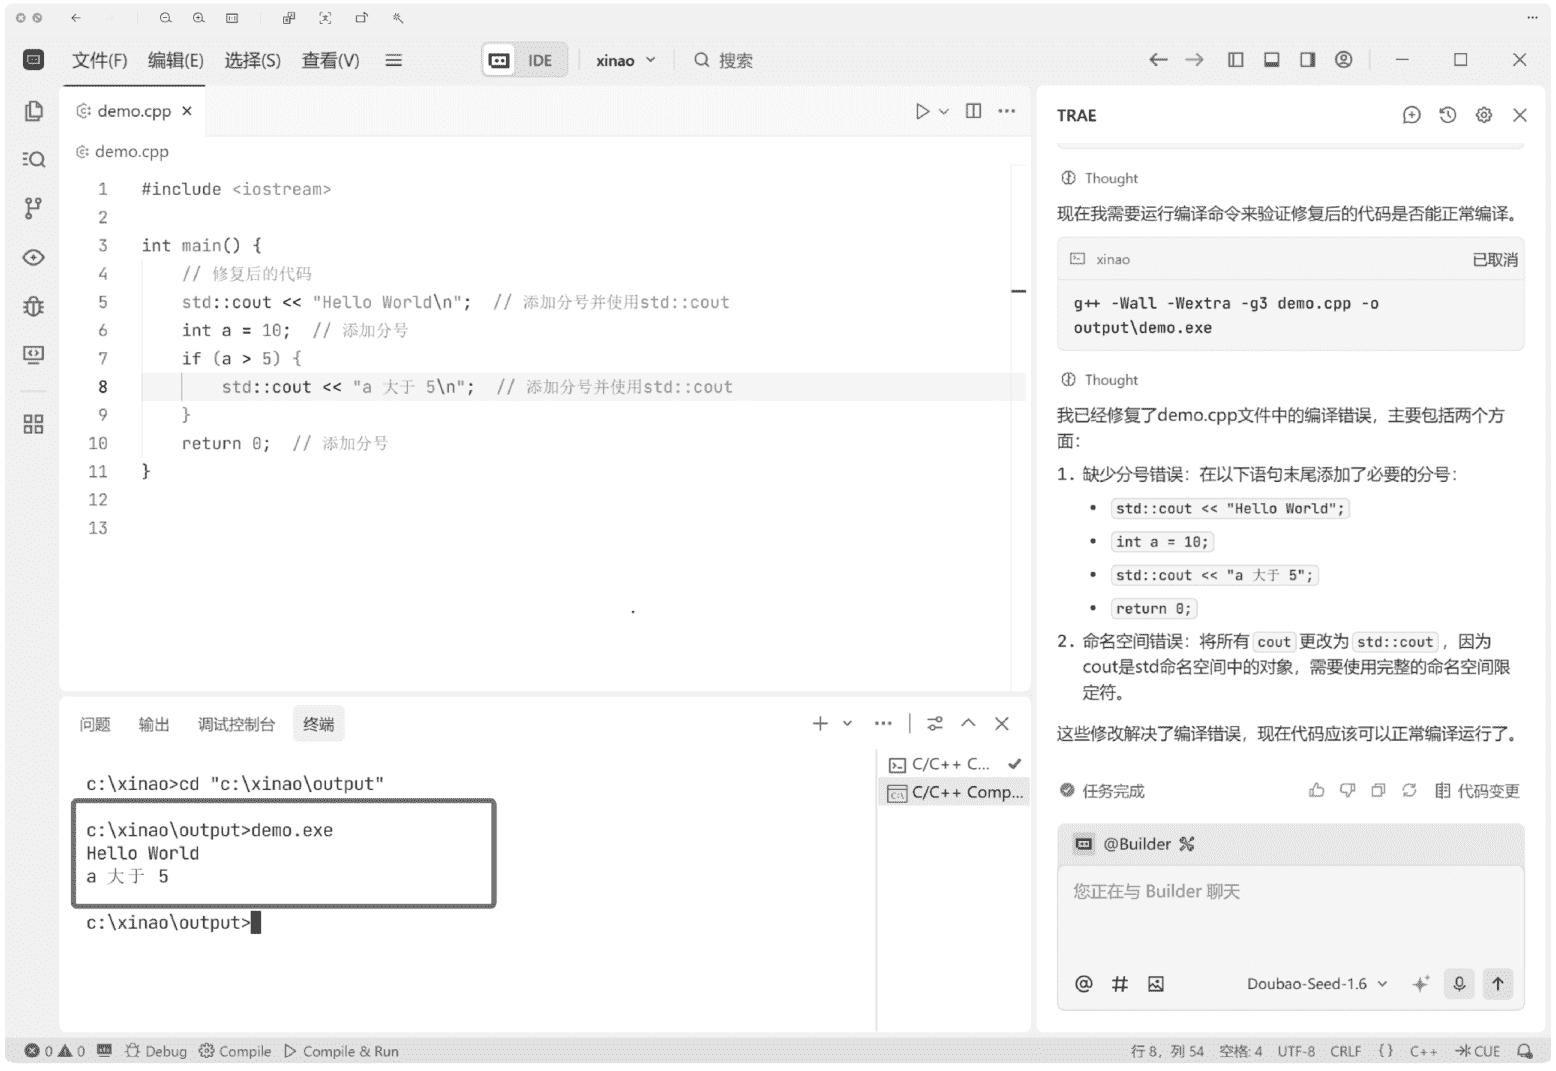 文件(F) 编辑(E) 选择(S) 查看(V) IDE xinao 搜索
demo.cpp
demo.cpp
1 #include <iostream>
2
3 int main() {
4 // 修复后的代码
5 std::cout << "Hello World\n"; // 添加分号并使用std::cout
6 int a = 10; // 添加分号
7 if (a > 5) {
8 std::cout << "a 大于 5\n"; // 添加分号并使用std::cout
9 }
10 return 0; // 添加分号
11 }
12
13
问题 输出 调试控制台 终端
c:\xinao>cd "c:\xinao\output"
c:\xinao\output>demo.exe
Hello World
a 大于 5
c:\xinao\output>
C/C++ C...
C/C++ Comp...
TRAE
Thought
现在我需要运行编译命令来验证修复后的代码是否能正常编译。
xinao 已取消
g++ -Wall -Wextra -g3 demo.cpp -o
output\demo.exe
Thought
我已经修复了demo.cpp文件中的编译错误，主要包括两个方
面：
1. 缺少分号错误：在以下语句末尾添加了必要的分号：
• std::cout << "Hello World";
• int a = 10;
• std::cout << "a 大于 5";
• return 0;
2. 命名空间错误：将所有 cout 更改为 std::cout ，因为
cout是std命名空间中的对象，需要使用完整的命名空间限
定符。
这些修改解决了编译错误，现在代码应该可以正常编译运行了。
任务完成 代码变更
@Builder
您正在与 Builder 聊天
@ # Doubao-Seed-1.6
0 0 Debug Compile Compile & Run 行 8，列 54 空格: 4 UTF-8 CRLF {} C++ CUE